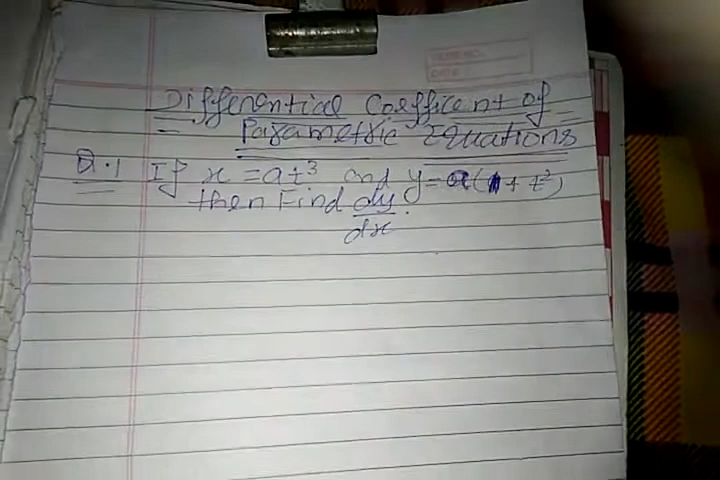 Differential Coefficient of
Parametric Equations
Q.1 If x = at³ and y = a(1 + t²)
then Find dy/dx.